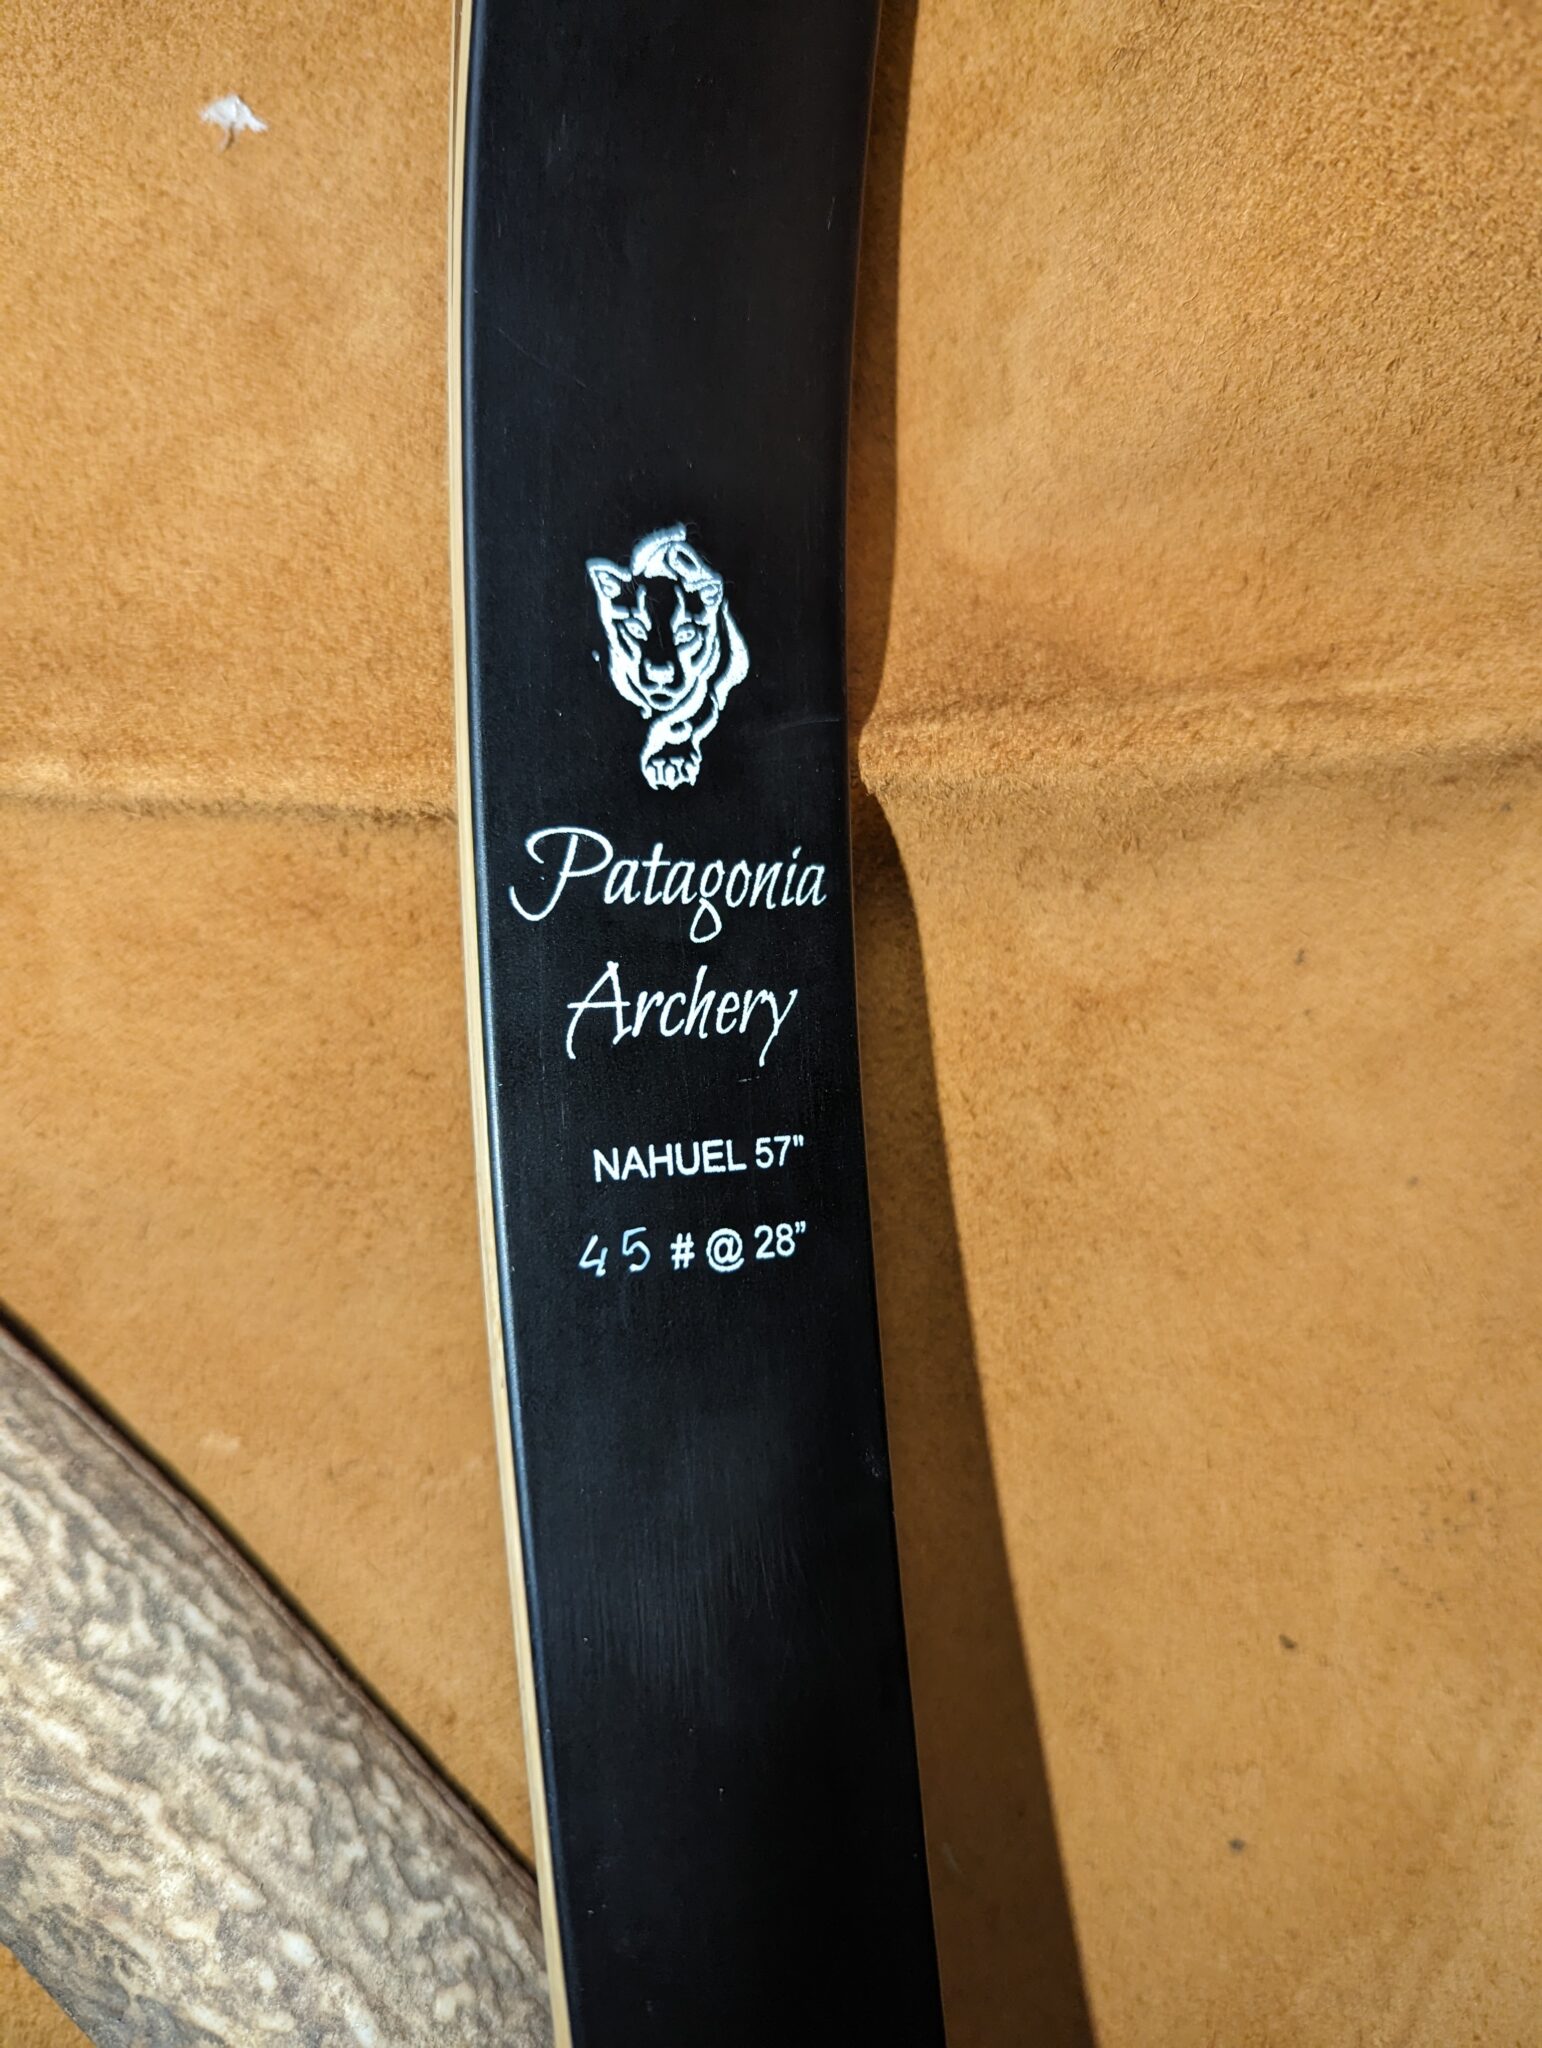 Patagonia
Archery
NAHUEL 57"
45 # @ 28”